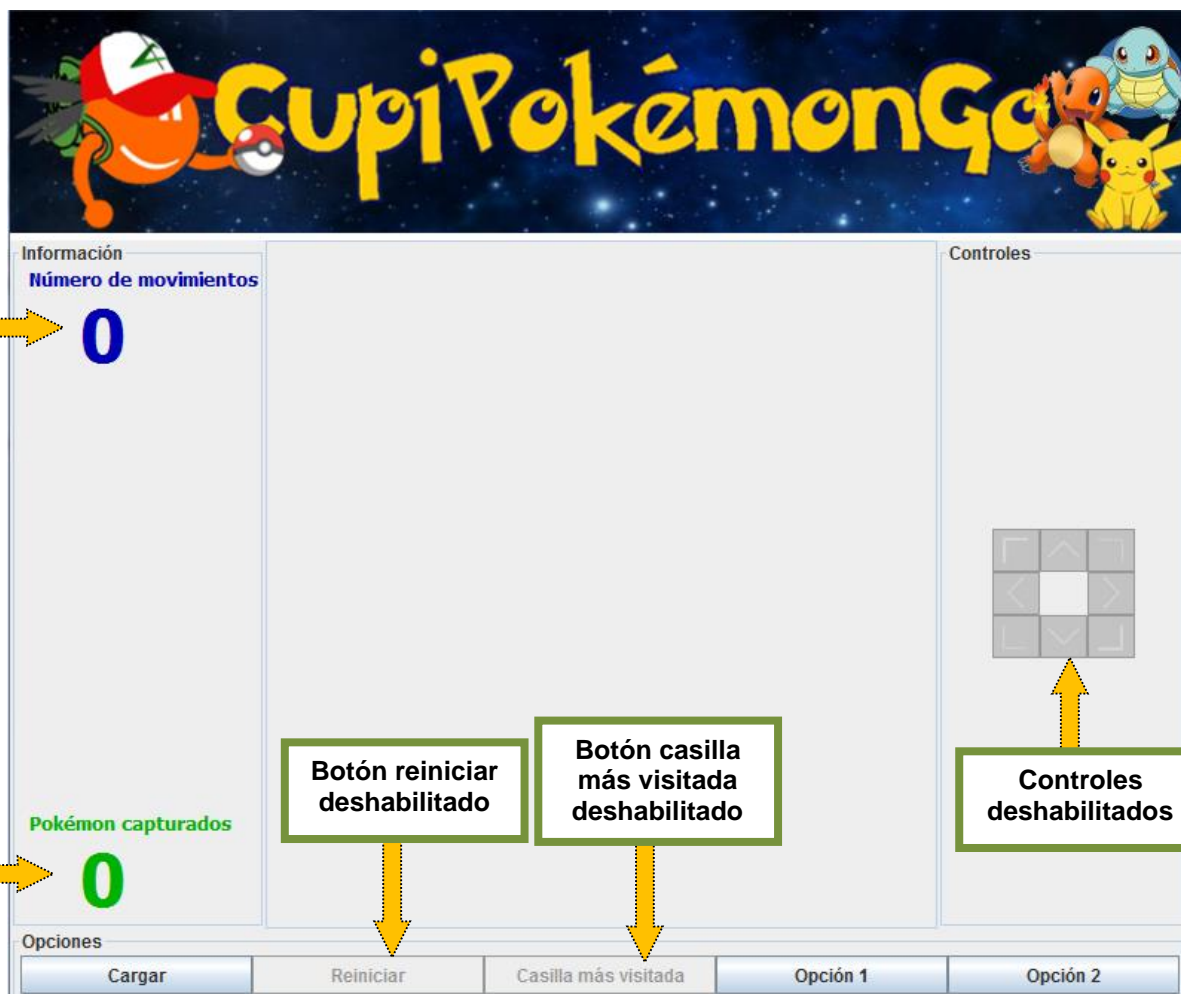 CupiPokémonGo
Información
Número de movimientos
0
Controles
Botón reiniciar
deshabilitado
Botón casilla
más visitada
deshabilitado
Controles
deshabilitados
Pokémon capturados
0
Opciones
Cargar
Reiniciar
Casilla más visitada
Opción 1
Opción 2